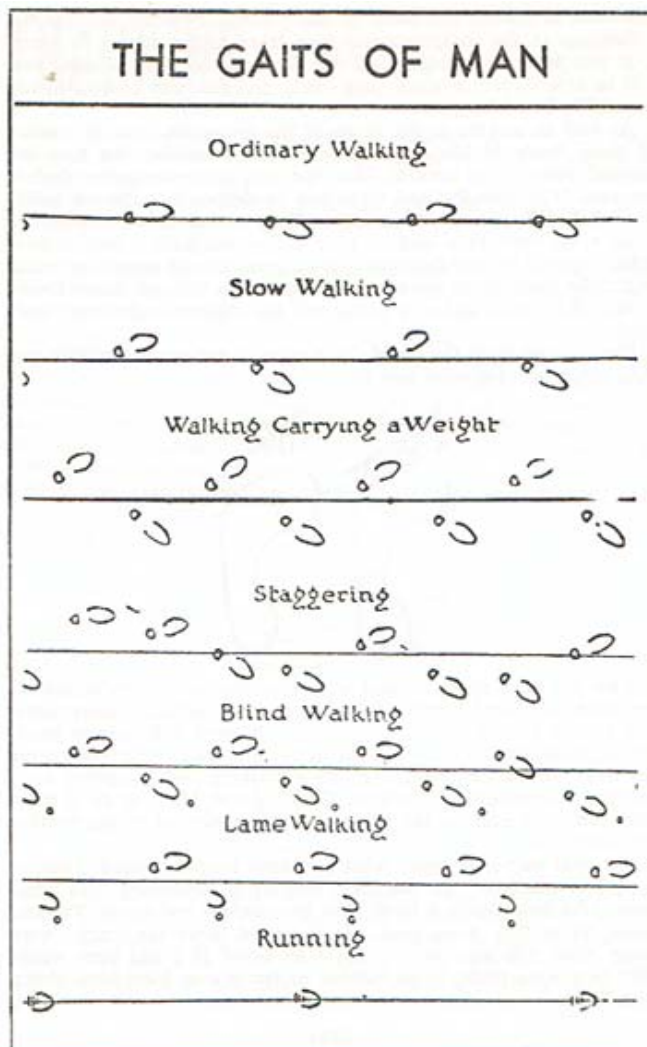 THE GAITS OF MAN
Ordinary Walking
Slow Walking
Walking Carrying a Weight
Staggering
Blind Walking
Lame Walking
Running